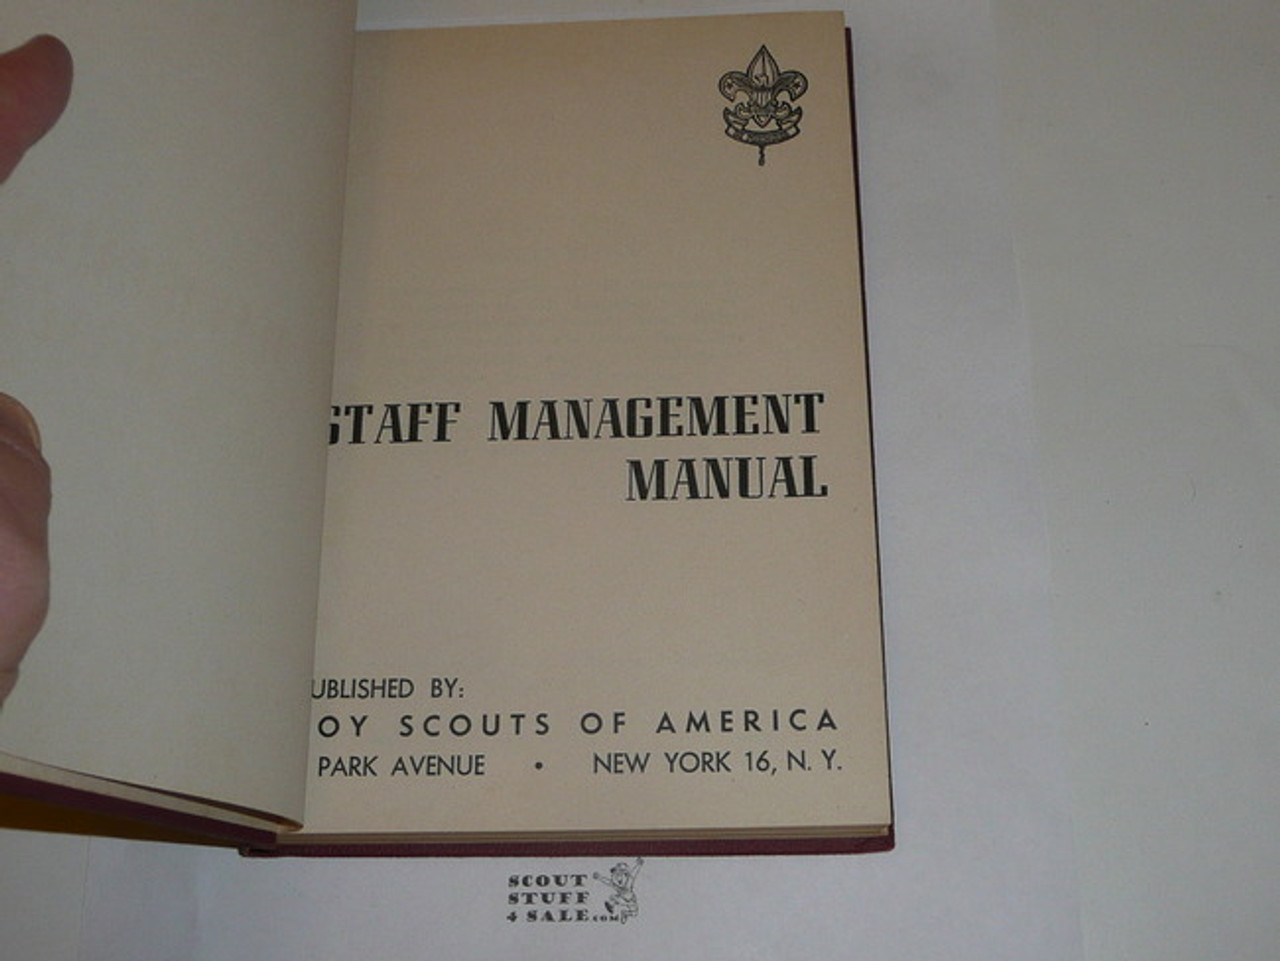 STAFF MANAGEMENT
MANUAL
UBLISHED BY:
OY SCOUTS OF AMERICA
PARK AVENUE • NEW YORK 16, N. Y.
SCOUT
STUFF
4 SALE.com